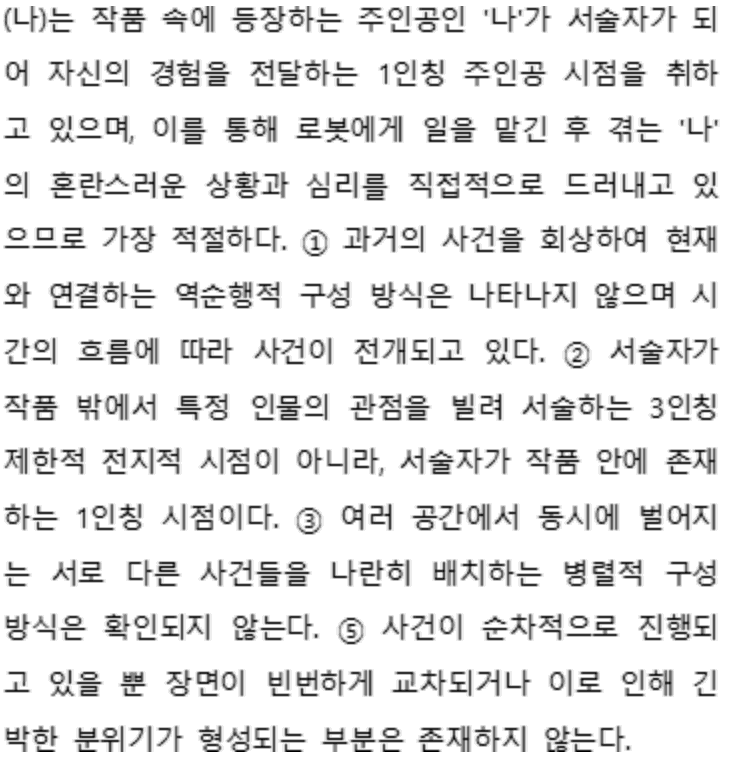 (나)는 작품 속에 등장하는 주인공인 '나'가 서술자가 되
어 자신의 경험을 전달하는 1인칭 주인공 시점을 취하
고 있으며, 이를 통해 로봇에게 일을 맡긴 후 겪는 '나'
의 혼란스러운 상황과 심리를 직접적으로 드러내고 있
으므로 가장 적절하다. ① 과거의 사건을 회상하여 현재
와 연결하는 역순행적 구성 방식은 나타나지 않으며 시
간의 흐름에 따라 사건이 전개되고 있다. ② 서술자가
작품 밖에서 특정 인물의 관점을 빌려 서술하는 3인칭
제한적 전지적 시점이 아니라, 서술자가 작품 안에 존재
하는 1인칭 시점이다. ③ 여러 공간에서 동시에 벌어지
는 서로 다른 사건들을 나란히 배치하는 병렬적 구성
방식은 확인되지 않는다. ⑤ 사건이 순차적으로 진행되
고 있을 뿐 장면이 빈번하게 교차되거나 이로 인해 긴
박한 분위기가 형성되는 부분은 존재하지 않는다.